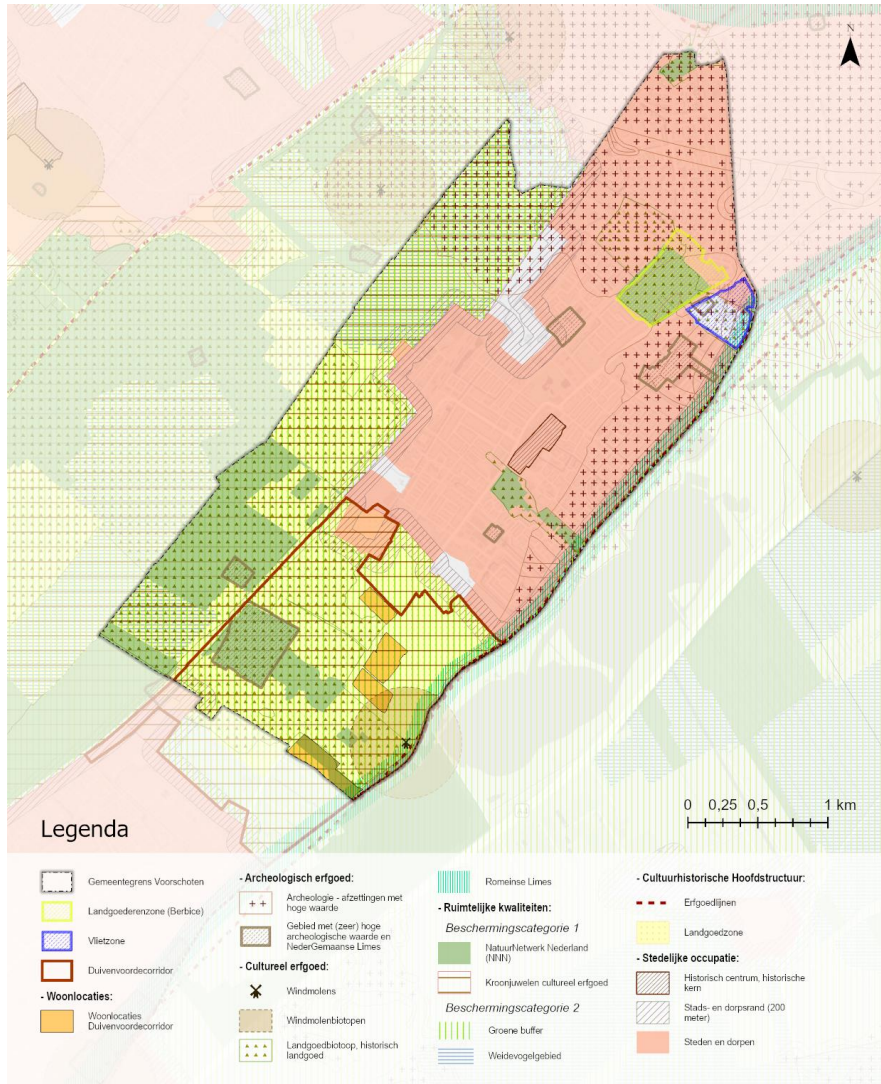 N
0 0,25 0,5 1 km
Legenda
Gemeentegrens Voorschoten
Landgoederenzone (Berbice)
Vlietzone
Duivenvoordecorridor
- Woonlocaties:
Woonlocaties
Duivenvoordecorridor
- Archeologisch erfgoed:
Archeologie - afzettingen met
hoge waarde
Gebied met (zeer) hoge
archeologische waarde en
NederGemaanse Limes
- Cultureel erfgoed:
Windmolens
Windmolenbiotopen
Landgoedbiotoop, historisch
landgoed
Romeinse Limes
- Ruimtelijke kwaliteiten:
Beschermingscategorie 1
NatuurNetwerk Nederland
(NNN)
Kroonjuwelen cultureel erfgoed
Beschermingscategorie 2
Groene buffer
Weidevogelgebied
- Cultuurhistorische Hoofdstructuur:
Erfgoedlijnen
Landgoedzone
- Stedelijke occupatie:
Historisch centrum, historische
kern
Stads- en dorpsrand (200
meter)
Steden en dorpen